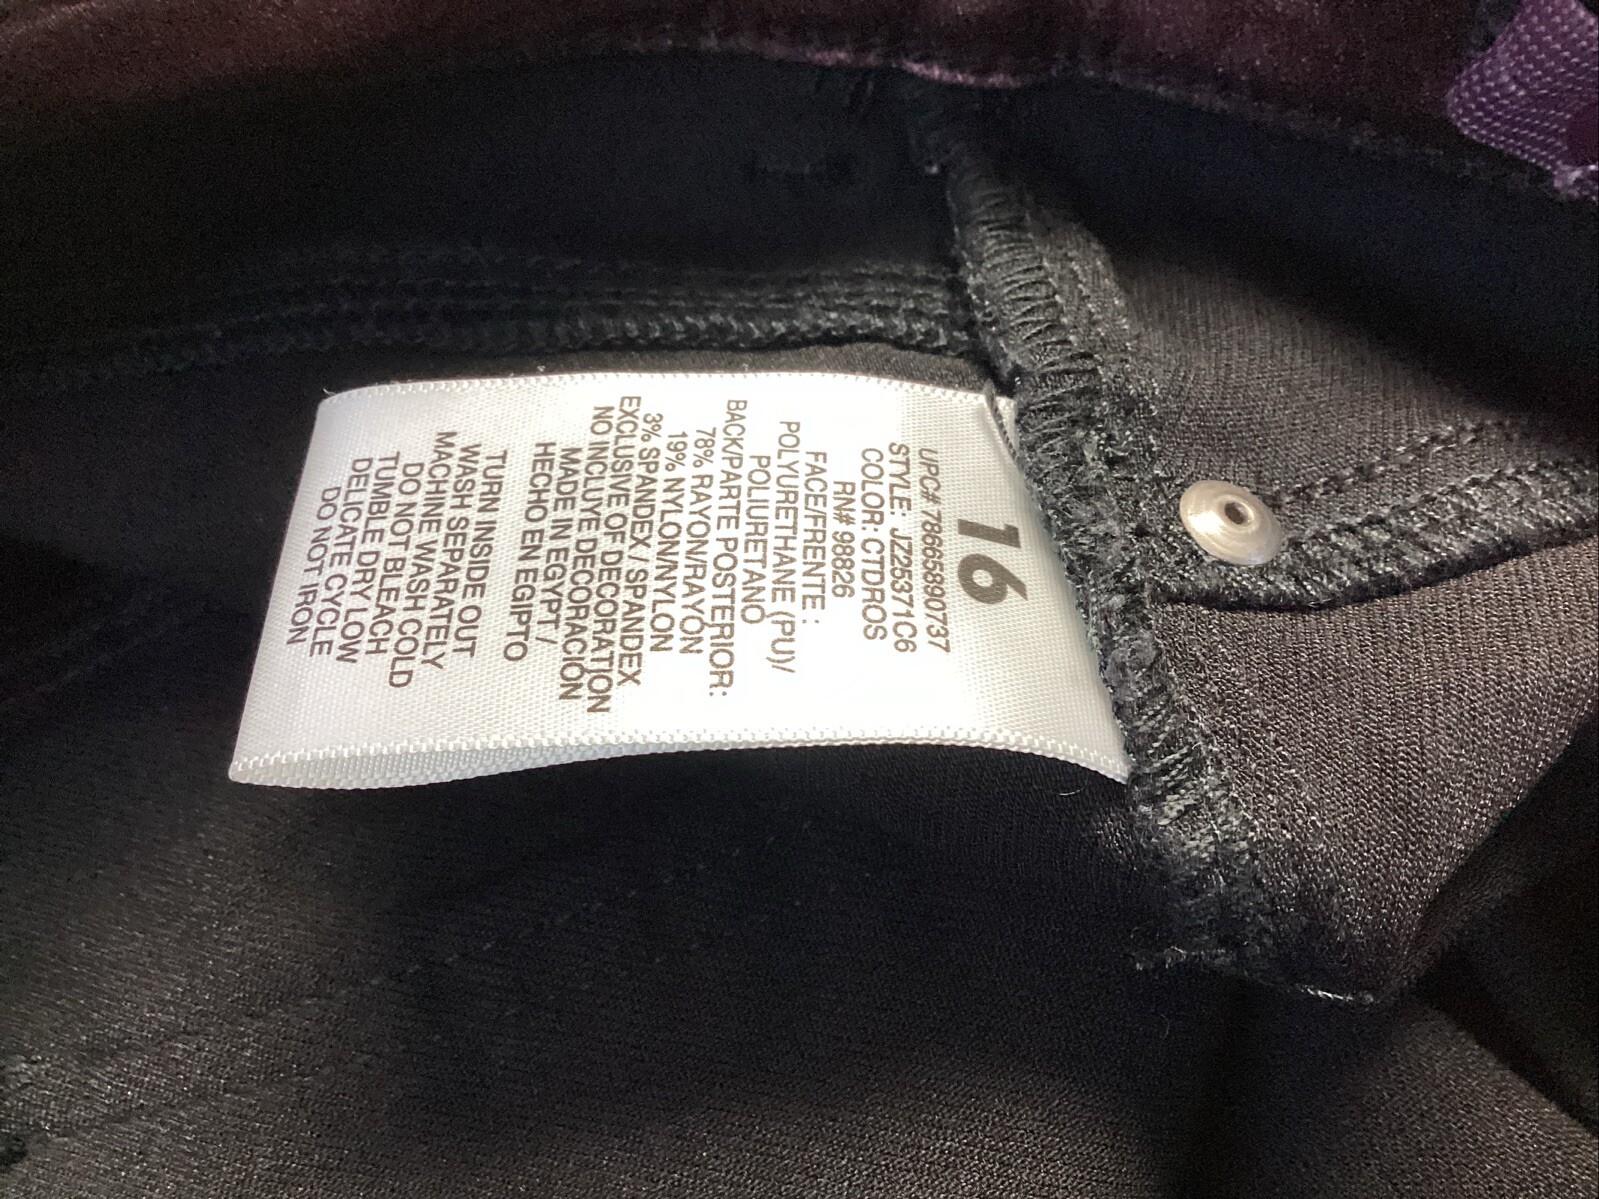 16
UPC# 78665890737
STYLE: JZ25371C6
COLOR: CTDROS
RN# 98826
FACE/FRENTE :
POLYURETHANE (PU)/
POLIURETANO
BACK/PARTE POSTERIOR:
78% RAYON/RAYÓN
19% NYLON/NYLON
3% SPANDEX/ SPANDEX
EXCLUSIVE OF DECORATION
NO INCLUYE DECORACIÓN
MADE IN EGYPT /
HECHO EN EGIPTO
TURN INSIDE OUT
WASH SEPARATELY
MACHINE WASH COLD
DO NOT BLEACH
TUMBLE DRY LOW
DELICATE CYCLE
DO NOT IRON